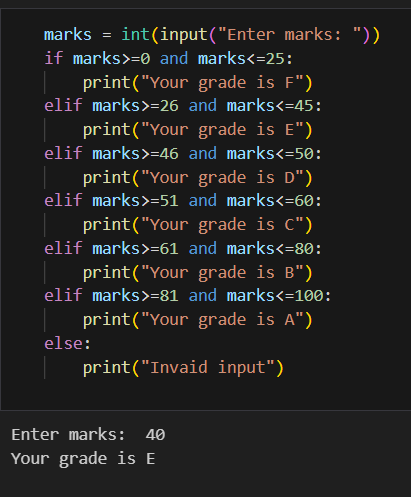 marks = int(input("Enter marks: "))
if marks>=0 and marks<=25:
    print("Your grade is F")
elif marks>=26 and marks<=45:
    print("Your grade is E")
elif marks>=46 and marks<=50:
    print("Your grade is D")
elif marks>=51 and marks<=60:
    print("Your grade is C")
elif marks>=61 and marks<=80:
    print("Your grade is B")
elif marks>=81 and marks<=100:
    print("Your grade is A")
else:
    print("Invaid input")
Enter marks:  40
Your grade is E